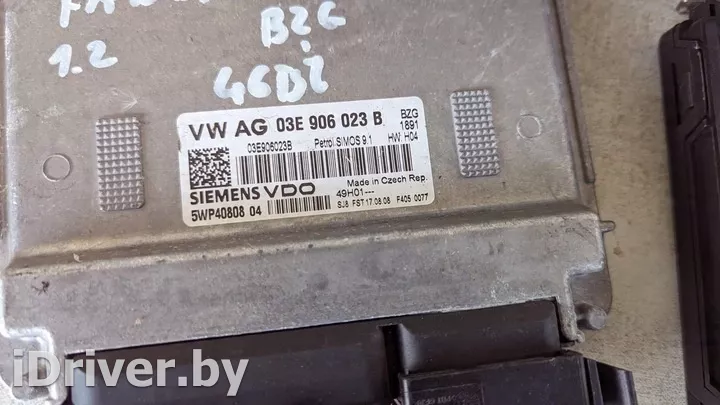 1.2
BZG
46D2
VW AG 03E 906 023 B
BZG
1891
03E906023B
Petrol SIMOS 9.1
HW: H04
SIEMENS VDO
Made in Czech Rep.
49H01---
5WP40808 04
SJ8 FST 17.08.08 F405 0077
iDriver.by